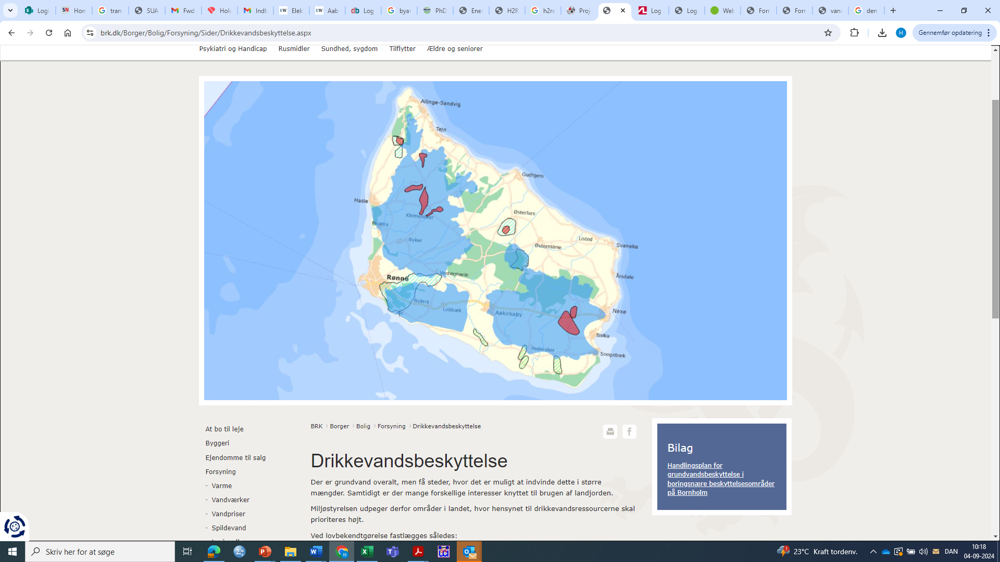 Logi
Hom
tran
SUA
Fwd
Hold
Indb
Elek
Aab
Log
byar
PhD
Ener
H2R
h2re
Proj
Log
Log
Web
Forr
Forr
vanc
den
brk.dk/Borger/Bolig/Forsyning/Sider/Drikkevandsbeskyttelse.aspx
H
Gennemfør opdatering
Psykiatri og Handicap
Rusmidler
Sundhed, sygdom
Tilflytter
Ældre og seniorer
Allinge-Sandvig
Tejn
Gudhjem
Hasle
Østerlars
Klemensker
Muleby
Nyker
Listed
Østermarie
Svaneke
Vestermarie
Rønne
Årsdale
Nylars
Lobbæk
Aakirkeby
Nexø
Balka
Pedersker
Snogebæk
At bo til leje
Byggeri
Ejendomme til salg
Forsyning
- Varme
- Vandværker
- Vandpriser
- Spildevand
BRK › Borger › Bolig › Forsyning › Drikkevandsbeskyttelse
Drikkevandsbeskyttelse
Der er grundvand overalt, men få steder, hvor det er muligt at indvinde dette i større
mængder. Samtidigt er der mange forskellige interesser knyttet til brugen af landjorden.
Miljøstyrelsen udpeger derfor områder i landet, hvor hensynet til drikkevandsressourcerne skal
prioriteres højt.
Ved lovbekendtgørelse fastlægges således:
Bilag
Handlingsplan for
grundvandsbeskyttelse i
boringsnære beskyttelsesområder
på Bornholm
Skriv her for at søge
23°C Kraft tordenv.
DAN
10:18
04-09-2024